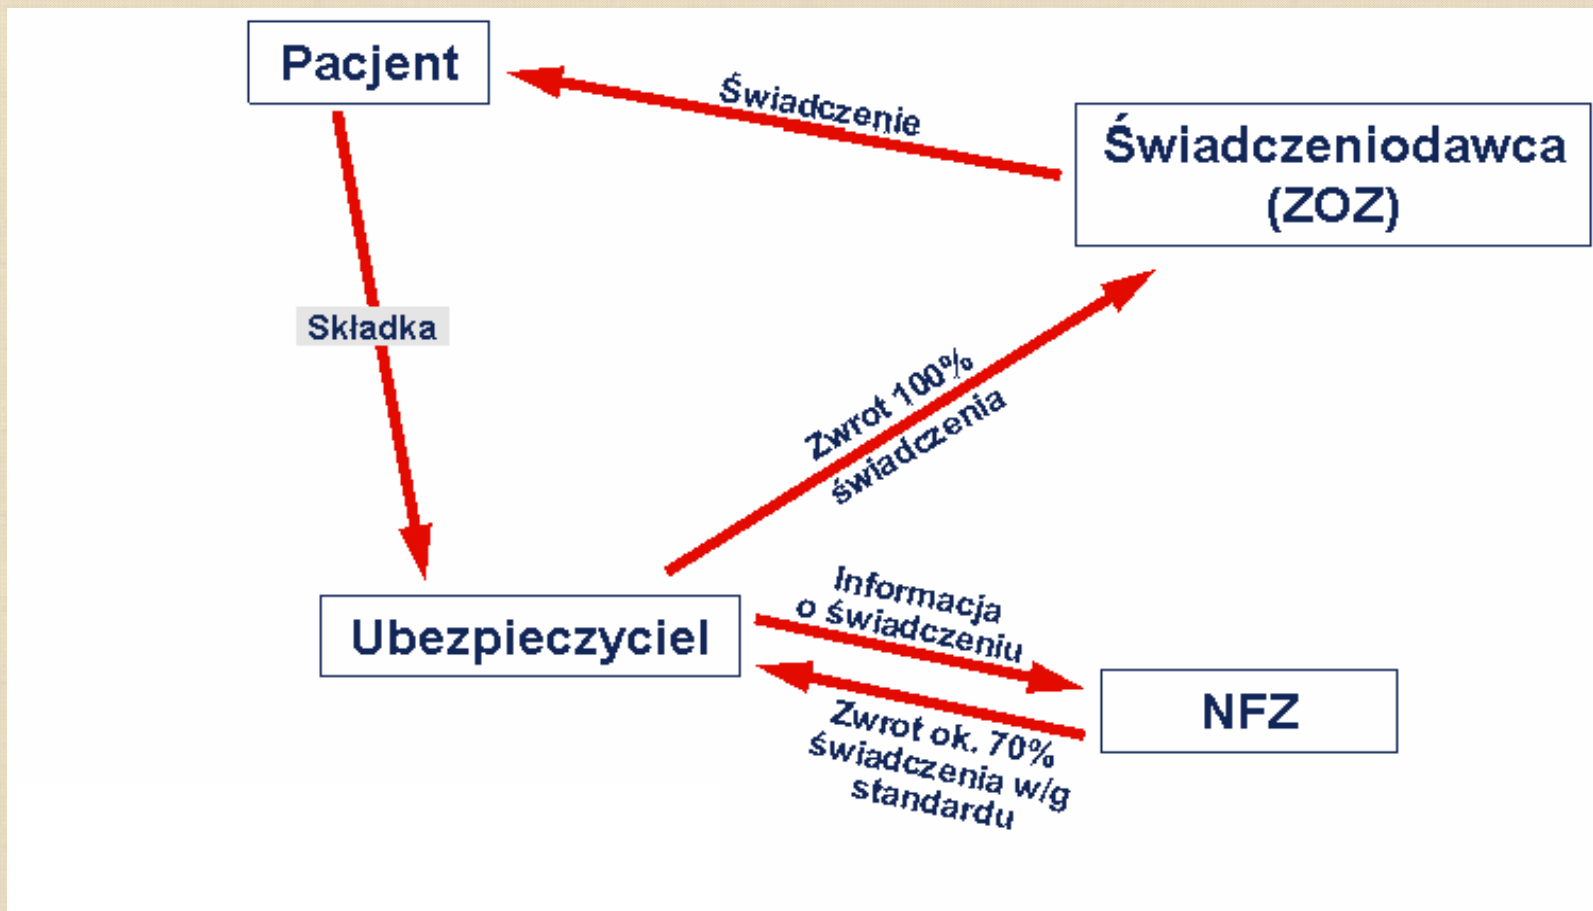 Pacjent
Świadczenie
Świadczeniodawca
(ZOZ)
Składka
Zwrot 100%
świadczenia
Ubezpieczyciel
Informacja
o świadczeniu
NFZ
Zwrot ok. 70%
świadczenia w/g
standardu